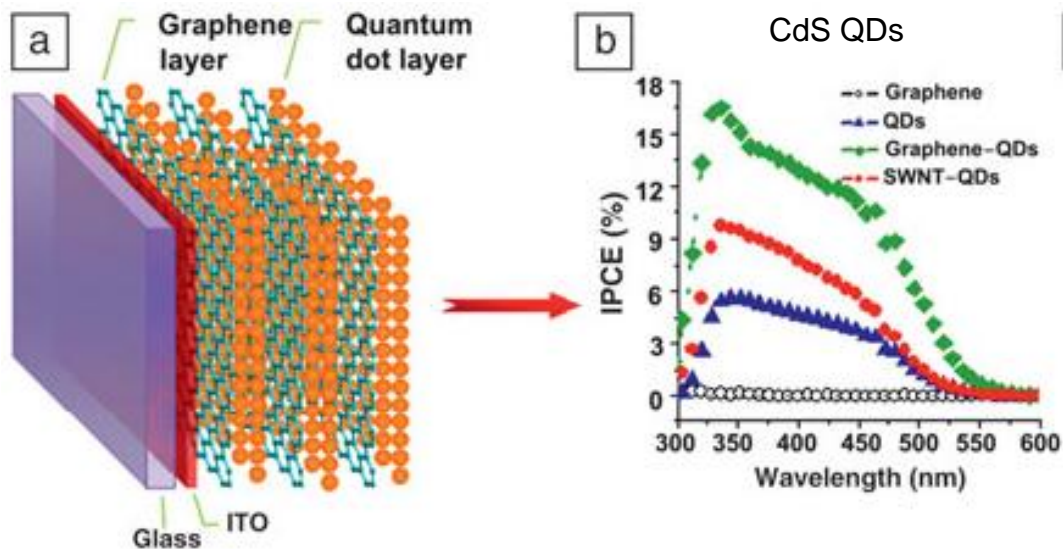 a
Graphene
layer
Quantum
dot layer
Glass
ITO
b
CdS QDs
Graphene
QDs
Graphene–QDs
SWNT–QDs
IPCE (%)
18
15
12
9
6
3
0
300 350 400 450 500 550 600
Wavelength (nm)